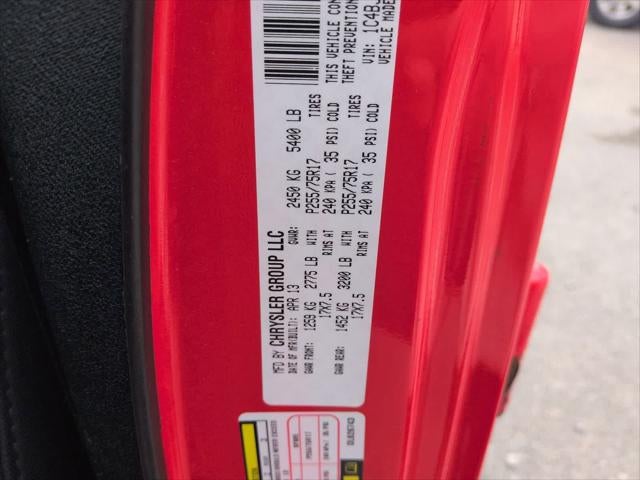 MFD BY CHRYSLER GROUP LLC
DATE OF MFR(BUILT): APR 13 GVWR: 2450 KG 5400 LB
GAWR FRONT: 1259 KG 2775 LB WITH P255/75R17 TIRES
17X7.5 RIMS AT 240 KPA ( 35 PSI) COLD
GAWR REAR: 1452 KG 3200 LB WITH P255/75R17 TIRES
17X7.5 RIMS AT 240 KPA ( 35 PSI) COLD
THIS VEHICLE CON
THEFT PREVENTION
VIN: 1C4BJ
VEHICLE MADE